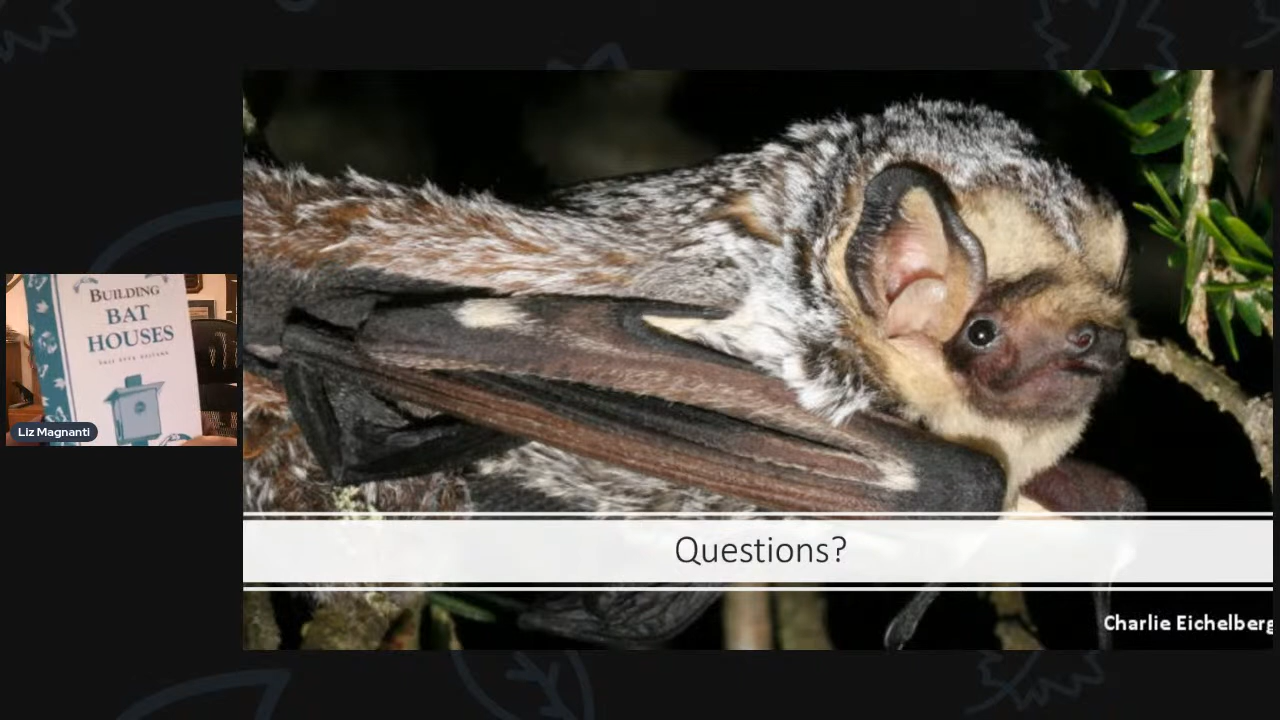 BUILDING
BAT
HOUSES
Liz Magnanti
Questions?
Charlie Eichelberg